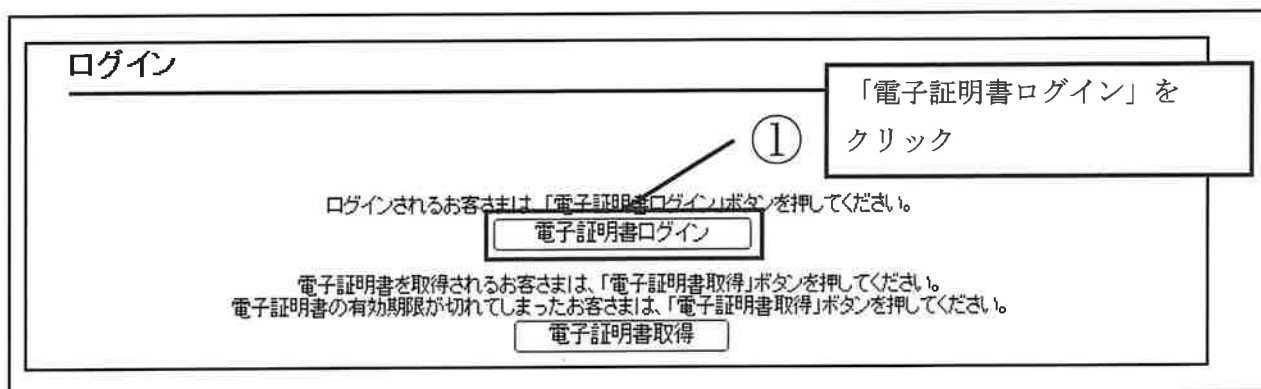 ログイン
「電子証明書ログイン」を
クリック
①
ログインされるお客さまは、「電子証明書ログイン」ボタンを押してください。
電子証明書ログイン
電子証明書を取得されるお客さまは、「電子証明書取得」ボタンを押してください。
電子証明書の有効期限が切れてしまったお客さまは、「電子証明書取得」ボタンを押してください。
電子証明書取得